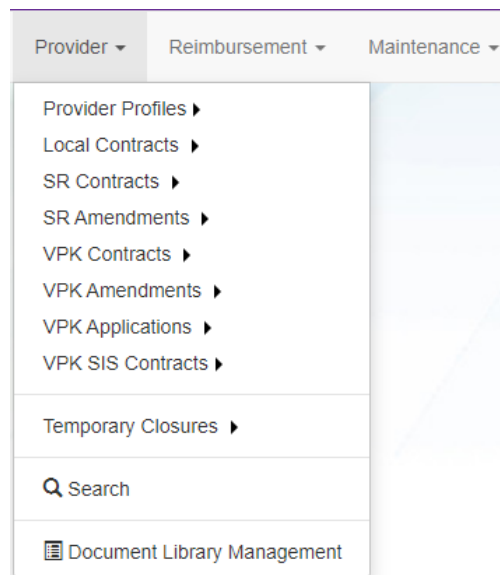 Provider Reimbursement Maintenance
Provider Profiles
Local Contracts
SR Contracts
SR Amendments
VPK Contracts
VPK Amendments
VPK Applications
VPK SIS Contracts
Temporary Closures
Search
Document Library Management